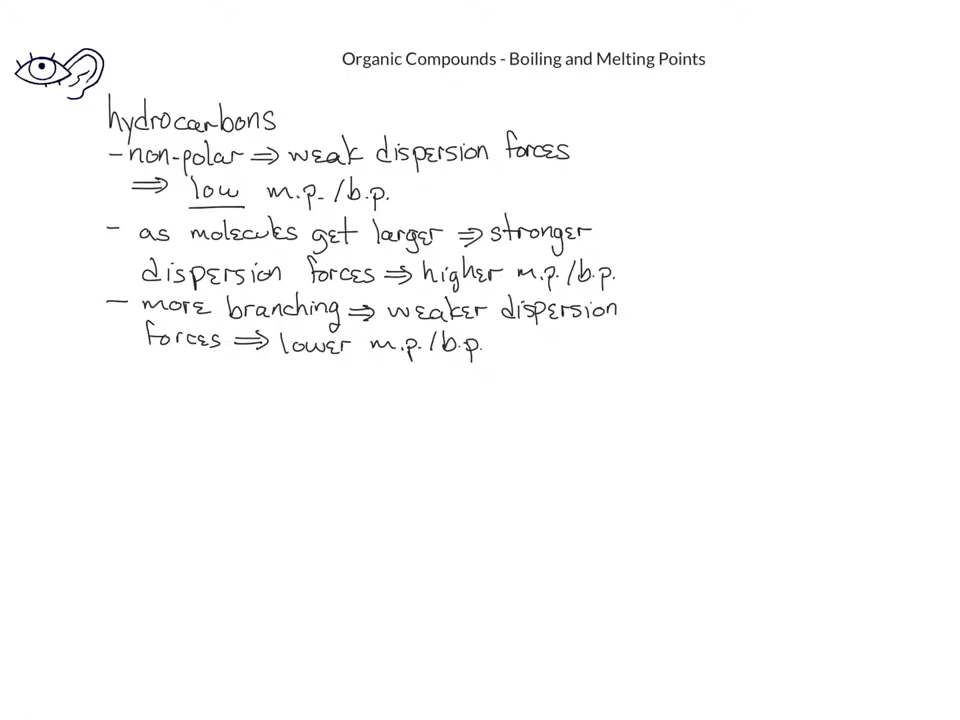 Organic Compounds - Boiling and Melting Points
hydrocarbons
- non-polar ⇒ weak dispersion forces
⇒ low m.p./b.p.
- as molecules get larger ⇒ stronger
dispersion forces ⇒ higher m.p./b.p.
- more branching ⇒ weaker dispersion
forces ⇒ lower m.p./b.p.